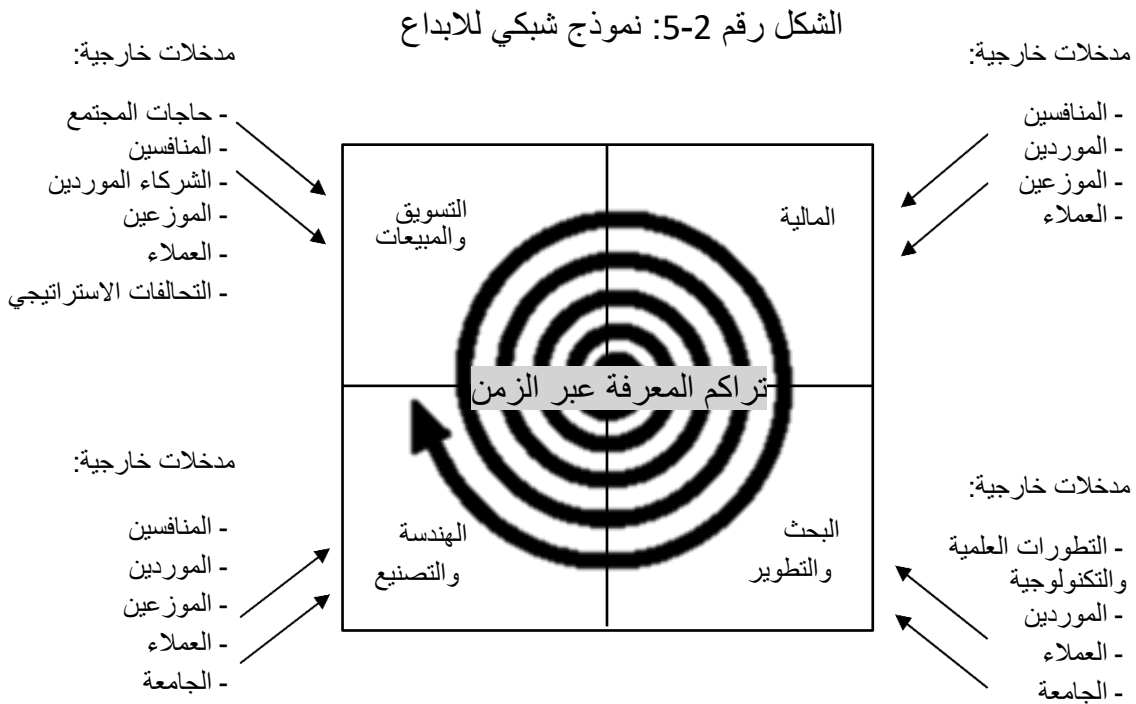 الشكل رقم 2-5: نموذج شبكي للابداع
مدخلات خارجية:
- المنافسين
- الموردين
- الموزعين
- العملاء
مدخلات خارجية:
- حاجات المجتمع
- المنافسين
- الشركاء الموردين
- الموزعين
- العملاء
- التحالفات الاستراتيجي
المالية
التسويق
والمبيعات
تراكم المعرفة عبر الزمن
البحث
والتطوير
الهندسة
والتصنيع
مدخلات خارجية:
- التطورات العلمية
والتكنولوجية
- الموردين
- العملاء
- الجامعة
مدخلات خارجية:
- المنافسين
- الموردين
- الموزعين
- العملاء
- الجامعة